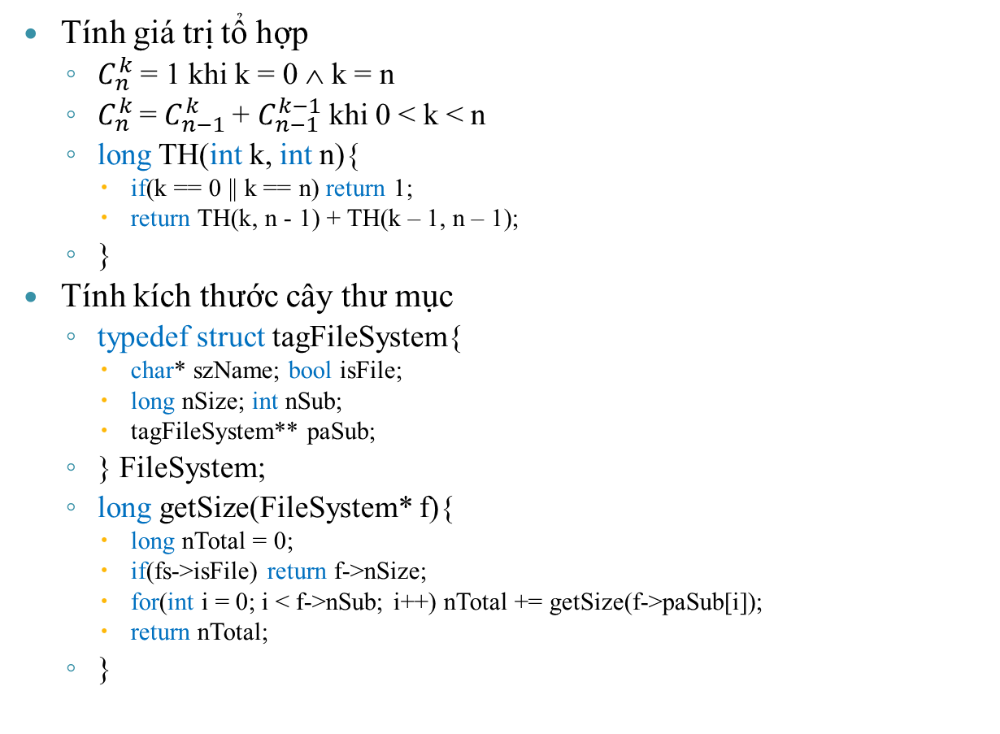 • Tính giá trị tổ hợp
◦ $C_n^k$ = 1 khi k = 0 ∧ k = n
◦ $C_n^k$ = $C_{n-1}^k$ + $C_{n-1}^{k-1}$ khi 0 < k < n
◦ long TH(int k, int n){
• if(k == 0 || k == n) return 1;
• return TH(k, n - 1) + TH(k – 1, n – 1);
◦ }
• Tính kích thước cây thư mục
◦ typedef struct tagFileSystem{
• char* szName; bool isFile;
• long nSize; int nSub;
• tagFileSystem** paSub;
◦ } FileSystem;
◦ long getSize(FileSystem* f){
• long nTotal = 0;
• if(fs->isFile) return f->nSize;
• for(int i = 0; i < f->nSub; i++) nTotal += getSize(f->paSub[i]);
• return nTotal;
◦ }